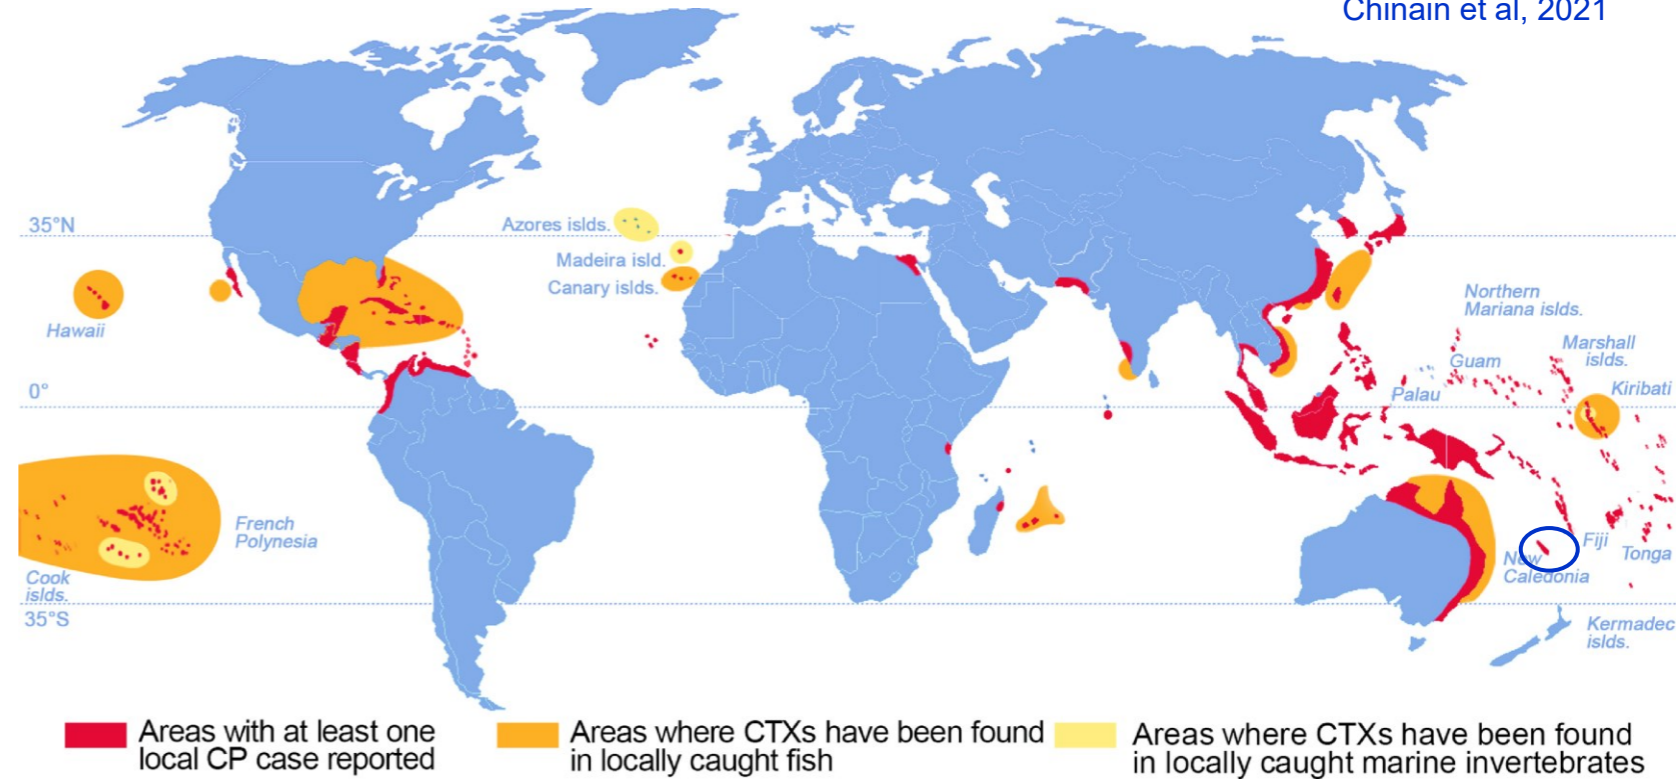 Chinain et al, 2021
35°N
Azores islds.
Madeira isld.
Canary islds.
Hawaii
Northern
Mariana islds.
Guam
Marshall
islds.
Palau
Kiribati
0°
French
Polynesia
Cook
islds.
Fiji
Tonga
New
Caledonia
35°S
Kermadec
islds.
Areas with at least one
local CP case reported
Areas where CTXs have been found
in locally caught fish
Areas where CTXs have been found
in locally caught marine invertebrates